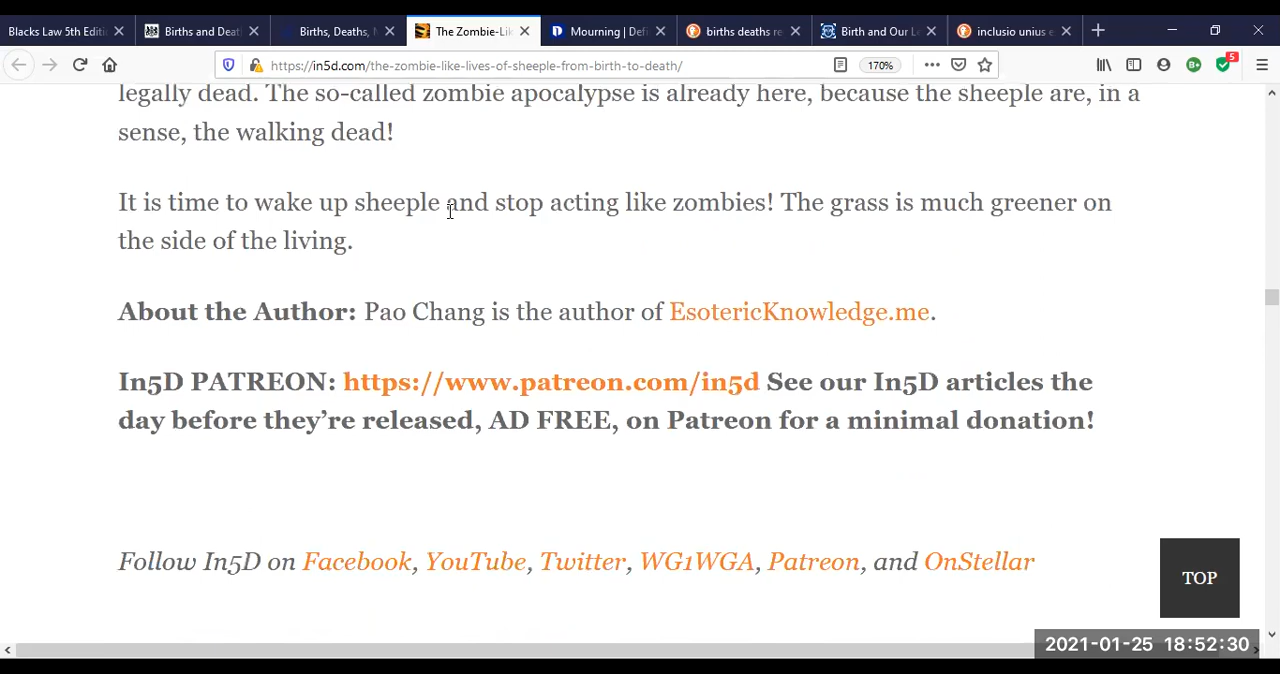 Blacks Law 5th Editi
Births and Deat
Births, Deaths, M
The Zombie-Lik
Mourning | Defi
births deaths re
Birth and Our Le
inclusio unius e
https://in5d.com/the-zombie-like-lives-of-sheeple-from-birth-to-death/
170%
5
legally dead. The so-called zombie apocalypse is already here, because the sheeple are, in a
sense, the walking dead!
It is time to wake up sheeple and stop acting like zombies! The grass is much greener on
the side of the living.
About the Author: Pao Chang is the author of EsotericKnowledge.me.
In5D PATREON: https://www.patreon.com/in5d See our In5D articles the
day before they’re released, AD FREE, on Patreon for a minimal donation!
Follow In5D on Facebook, YouTube, Twitter, WG1WGA, Patreon, and OnStellar
TOP
2021-01-25 18:52:30